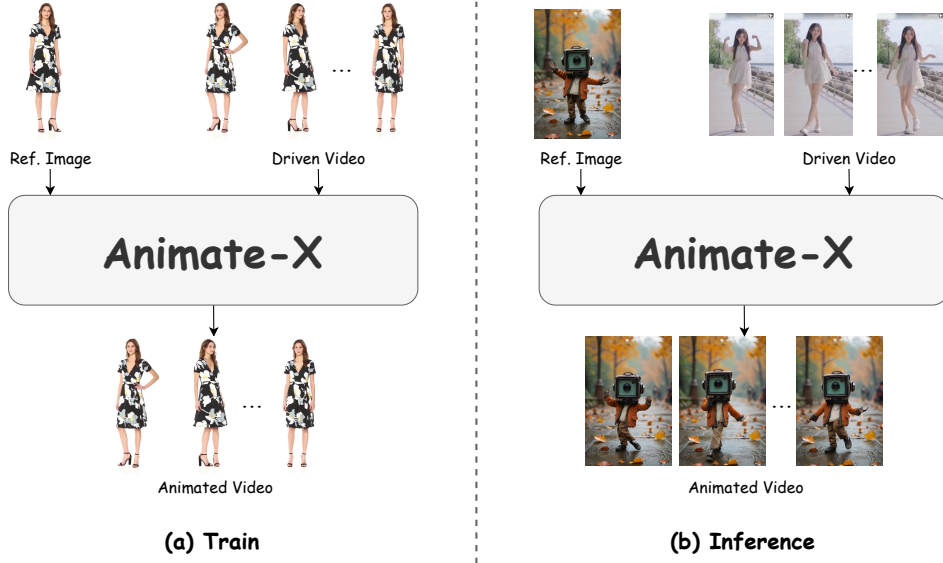 Ref. Image
Driven Video
Animate-X
Animated Video
(a) Train
Ref. Image
Driven Video
Animate-X
Animated Video
(b) Inference